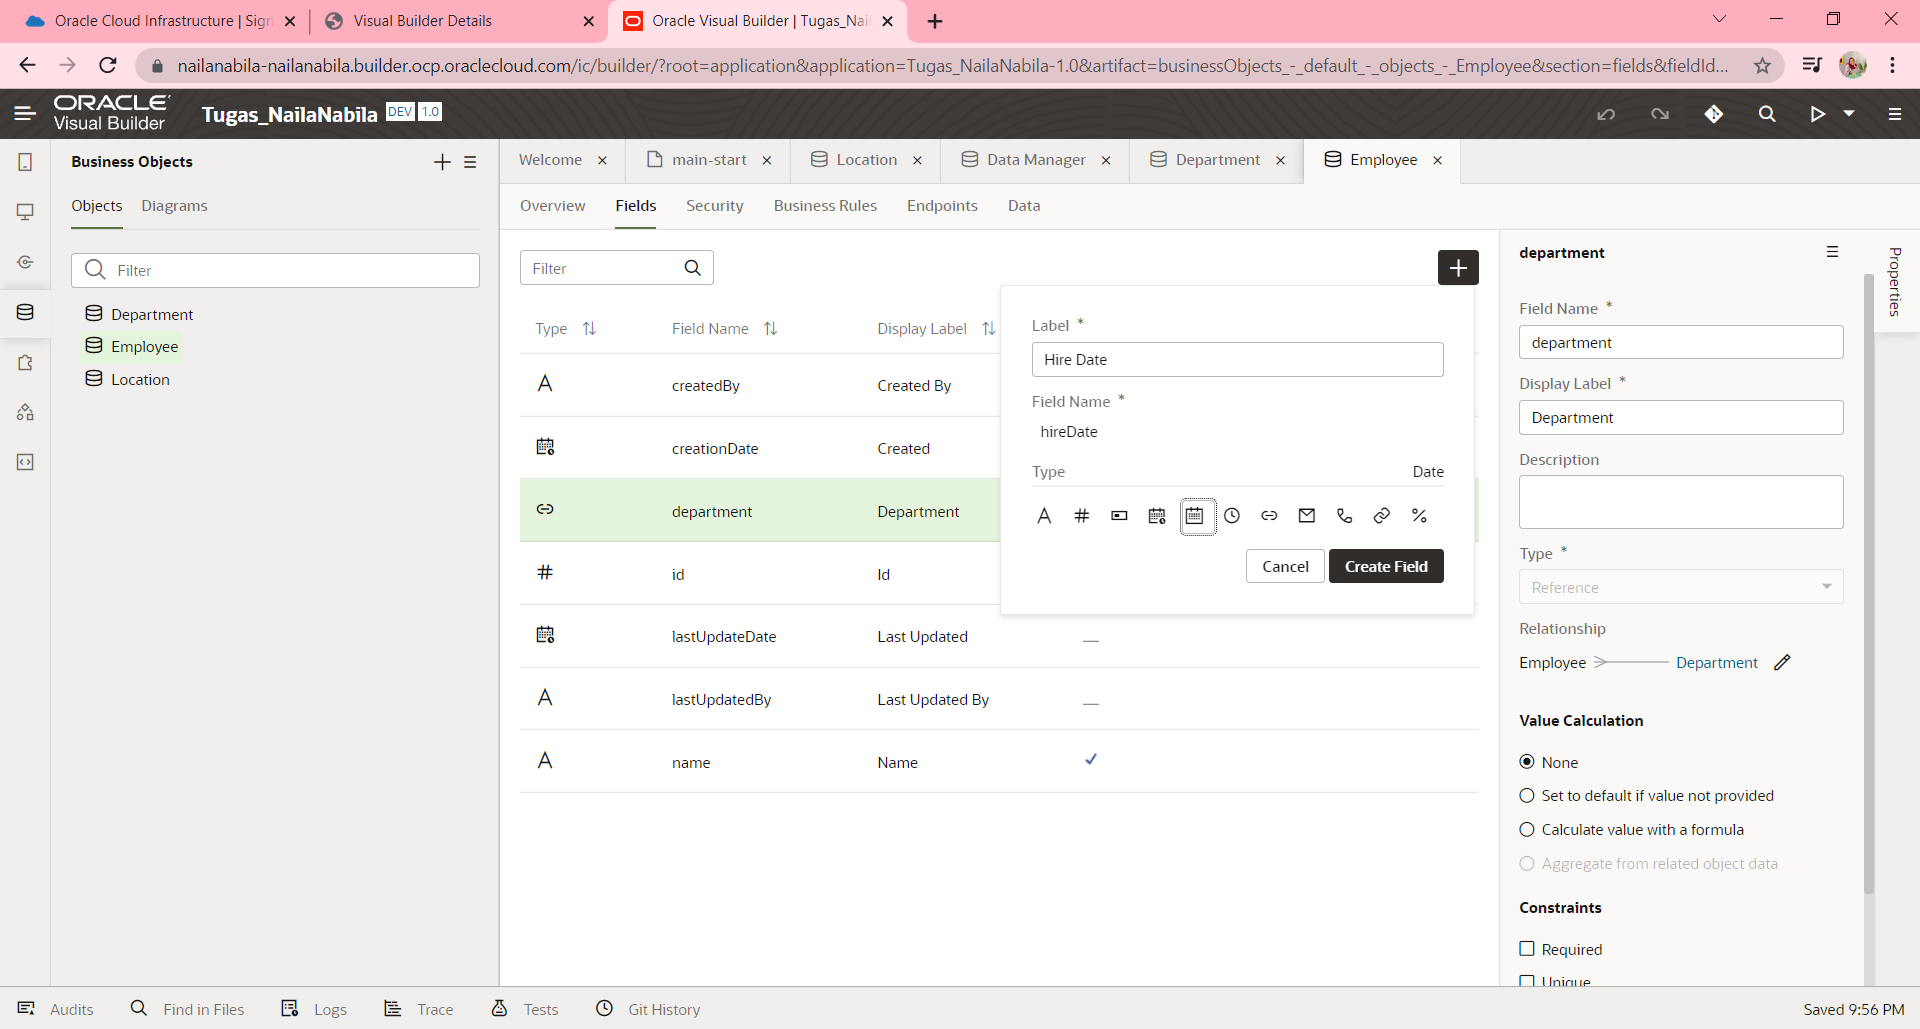 Oracle Cloud Infrastructure | Sign
Visual Builder Details
Oracle Visual Builder | Tugas_Nail
nailanabila-nailanabila.builder.ocp.oraclecloud.com/ic/builder/?root=application&application=Tugas_NailaNabila-1.0&artifact=businessObjects_-_default_-_objects_-_Employee&section=fields&fieldId...
ORACLE
Visual Builder
Tugas_NailaNabila DEV 1.0
Business Objects
Objects Diagrams
Filter
Department
Employee
Location
Welcome main-start Location Data Manager Department Employee
Overview Fields Security Business Rules Endpoints Data
Filter
Type Field Name Display Label
createdBy Created By
creationDate Created
department Department
id Id
lastUpdateDate Last Updated
lastUpdatedBy Last Updated By
name Name
Label *
Hire Date
Field Name *
hireDate
Type Date
Cancel Create Field
department
Properties
Field Name *
department
Display Label *
Department
Description
Type *
Reference
Relationship
Employee Department
Value Calculation
None
Set to default if value not provided
Calculate value with a formula
Aggregate from related object data
Constraints
Required
Unique
Audits Find in Files Logs Trace Tests Git History Saved 9:56 PM